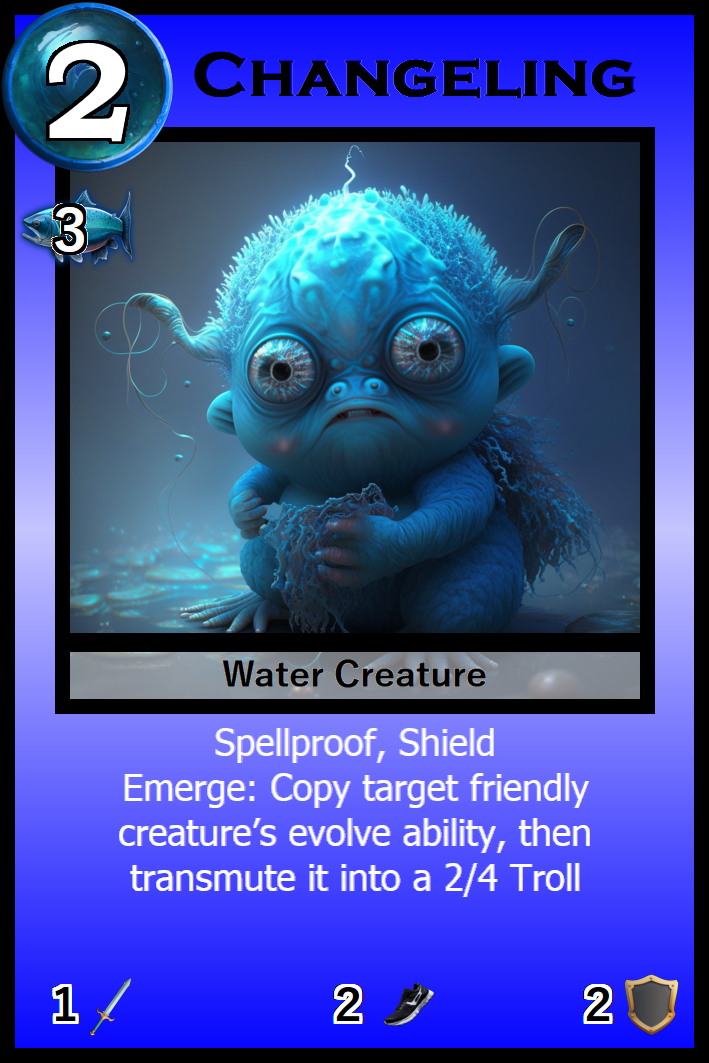 2
Changeling
3
Water Creature
Spellproof, Shield
Emerge: Copy target friendly
creature’s evolve ability, then
transmute it into a 2/4 Troll
1 2 2